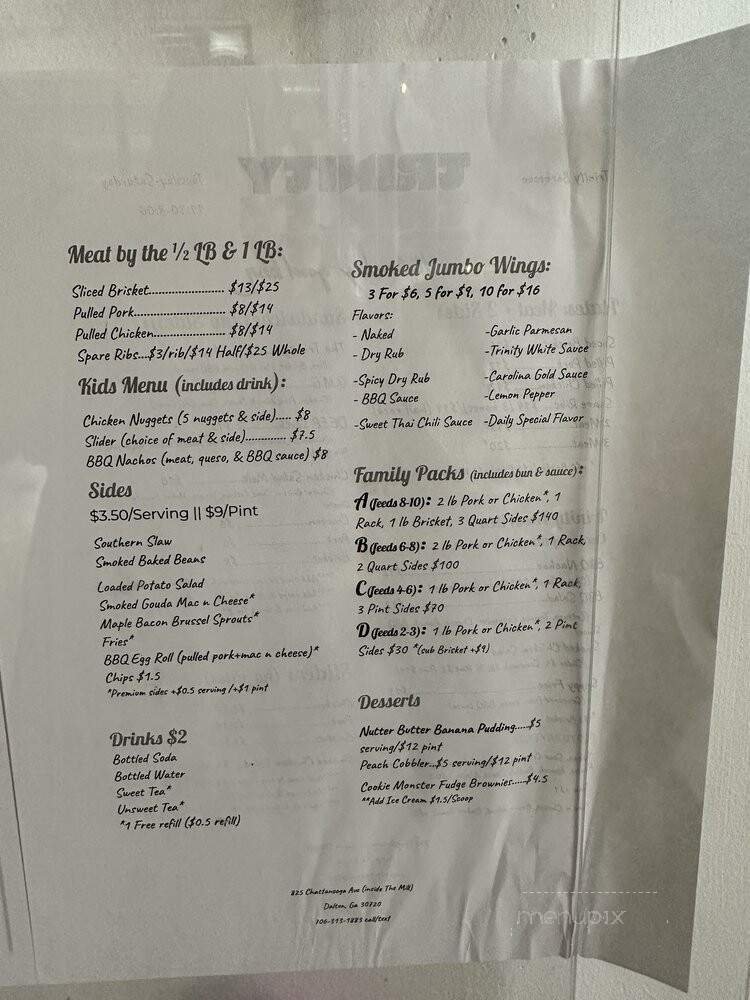 Meat by the ½ LB & 1 LB:
Sliced Brisket........................ $13/$25
Pulled Pork............................. $8/$14
Pulled Chicken....................... $8/$14
Spare Ribs...$3/rib/$14 Half/$25 Whole
Kids Menu (includes drink):
Chicken Nuggets (5 nuggets & side)..... $8
Slider (choice of meat & side)............. $7.5
BBQ Nachos (meat, queso, & BBQ sauce) $8
Sides
$3.50/Serving || $9/Pint
Southern Slaw
Smoked Baked Beans
Loaded Potato Salad
Smoked Gouda Mac n Cheese*
Maple Bacon Brussel Sprouts*
Fries*
BBQ Egg Roll (pulled pork+mac n cheese)*
Chips $1.5
*Premium sides +$0.5 serving /+$1 pint
Drinks $2
Bottled Soda
Bottled Water
Sweet Tea*
Unsweet Tea*
*1 Free refill ($0.5 refill)
Smoked Jumbo Wings:
3 For $6, 5 for $9, 10 for $16
Flavors:
- Naked
-Garlic Parmesan
- Dry Rub
-Trinity White Sauce
-Spicy Dry Rub
-Carolina Gold Sauce
- BBQ Sauce
-Lemon Pepper
-Sweet Thai Chili Sauce
-Daily Special Flavor
Family Packs (includes bun & sauce):
A (feeds 8-10): 2 lb Pork or Chicken*, 1
Rack, 1 lb Brisket, 3 Quart Sides $140
B (feeds 6-8): 2 lb Pork or Chicken*, 1 Rack,
2 Quart Sides $100
C (feeds 4-6): 1 lb Pork or Chicken*, 1 Rack,
3 Pint Sides $70
D (feeds 2-3): 1 lb Pork or Chicken*, 2 Pint
Sides $30 *(sub Brisket +$9)
Desserts
Nutter Butter Banana Pudding.....$5
serving/$12 pint
Peach Cobbler..$5 serving/$12 pint
Cookie Monster Fudge Brownies......$4.5
**Add Ice Cream $1.5/Scoop
825 Chattanooga Ave (inside The Mill)
Dalton, Ga 30720
call/text
menupix
TRINITY
Tuesday-Saturday